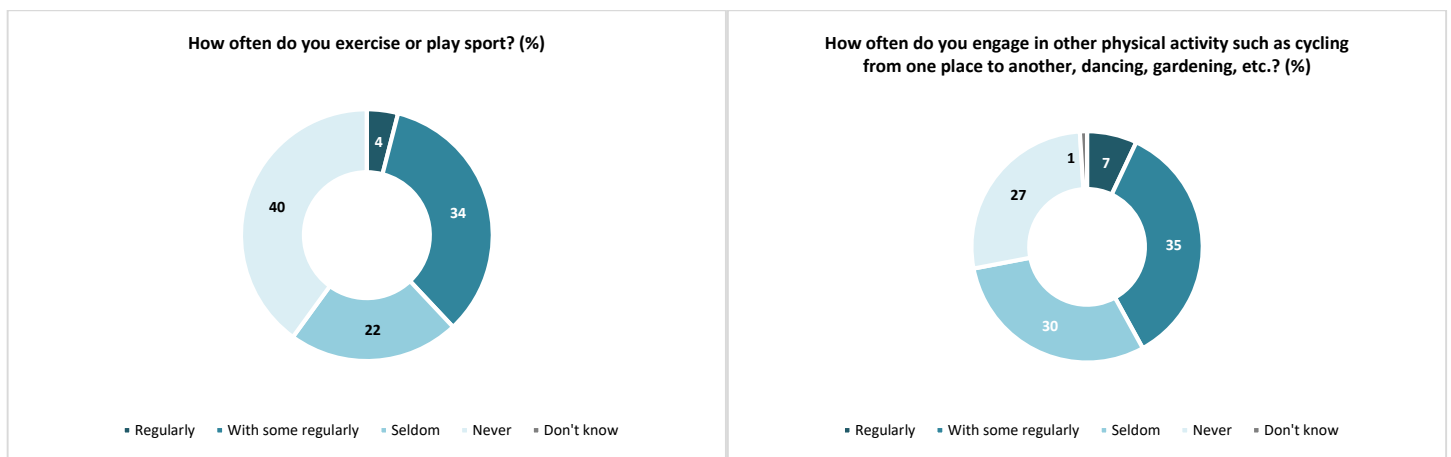 How often do you exercise or play sport? (%)
4
34
22
40
Regularly With some regularly Seldom Never Don't know
How often do you engage in other physical activity such as cycling
from one place to another, dancing, gardening, etc.? (%)
7
35
30
27
1
Regularly With some regularly Seldom Never Don't know